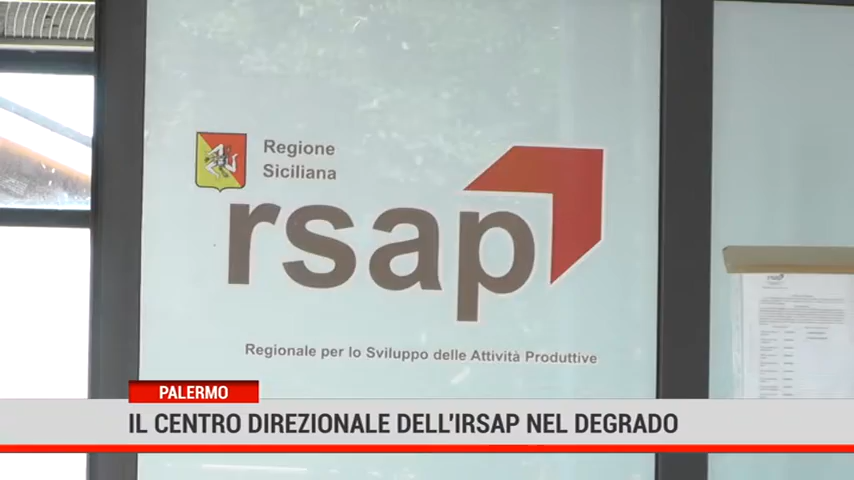 Regione
Siciliana
rsap
Regionale per lo Sviluppo delle Attività Produttive
PALERMO
IL CENTRO DIREZIONALE DELL'IRSAP NEL DEGRADO